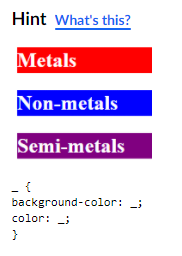 Hint What's this?
Metals
Non-metals
Semi-metals
_ {
background-color: _;
color: _;
}